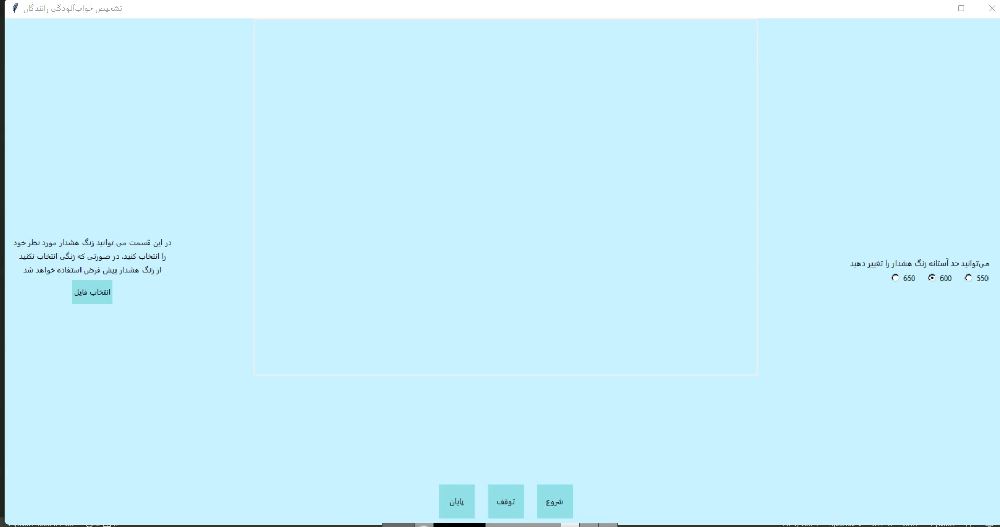 تشخیص خواب‌آلودگی رانندگان
در این قسمت می توانید زنگ هشدار مورد نظر خود
را انتخاب کنید. در صورتی که زنگی انتخاب نکنید
از زنگ هشدار پیش فرض استفاده خواهد شد
انتخاب فایل
می‌توانید حد آستانه زنگ هشدار را تغییر دهید
550 600 650
شروع توقف پایان